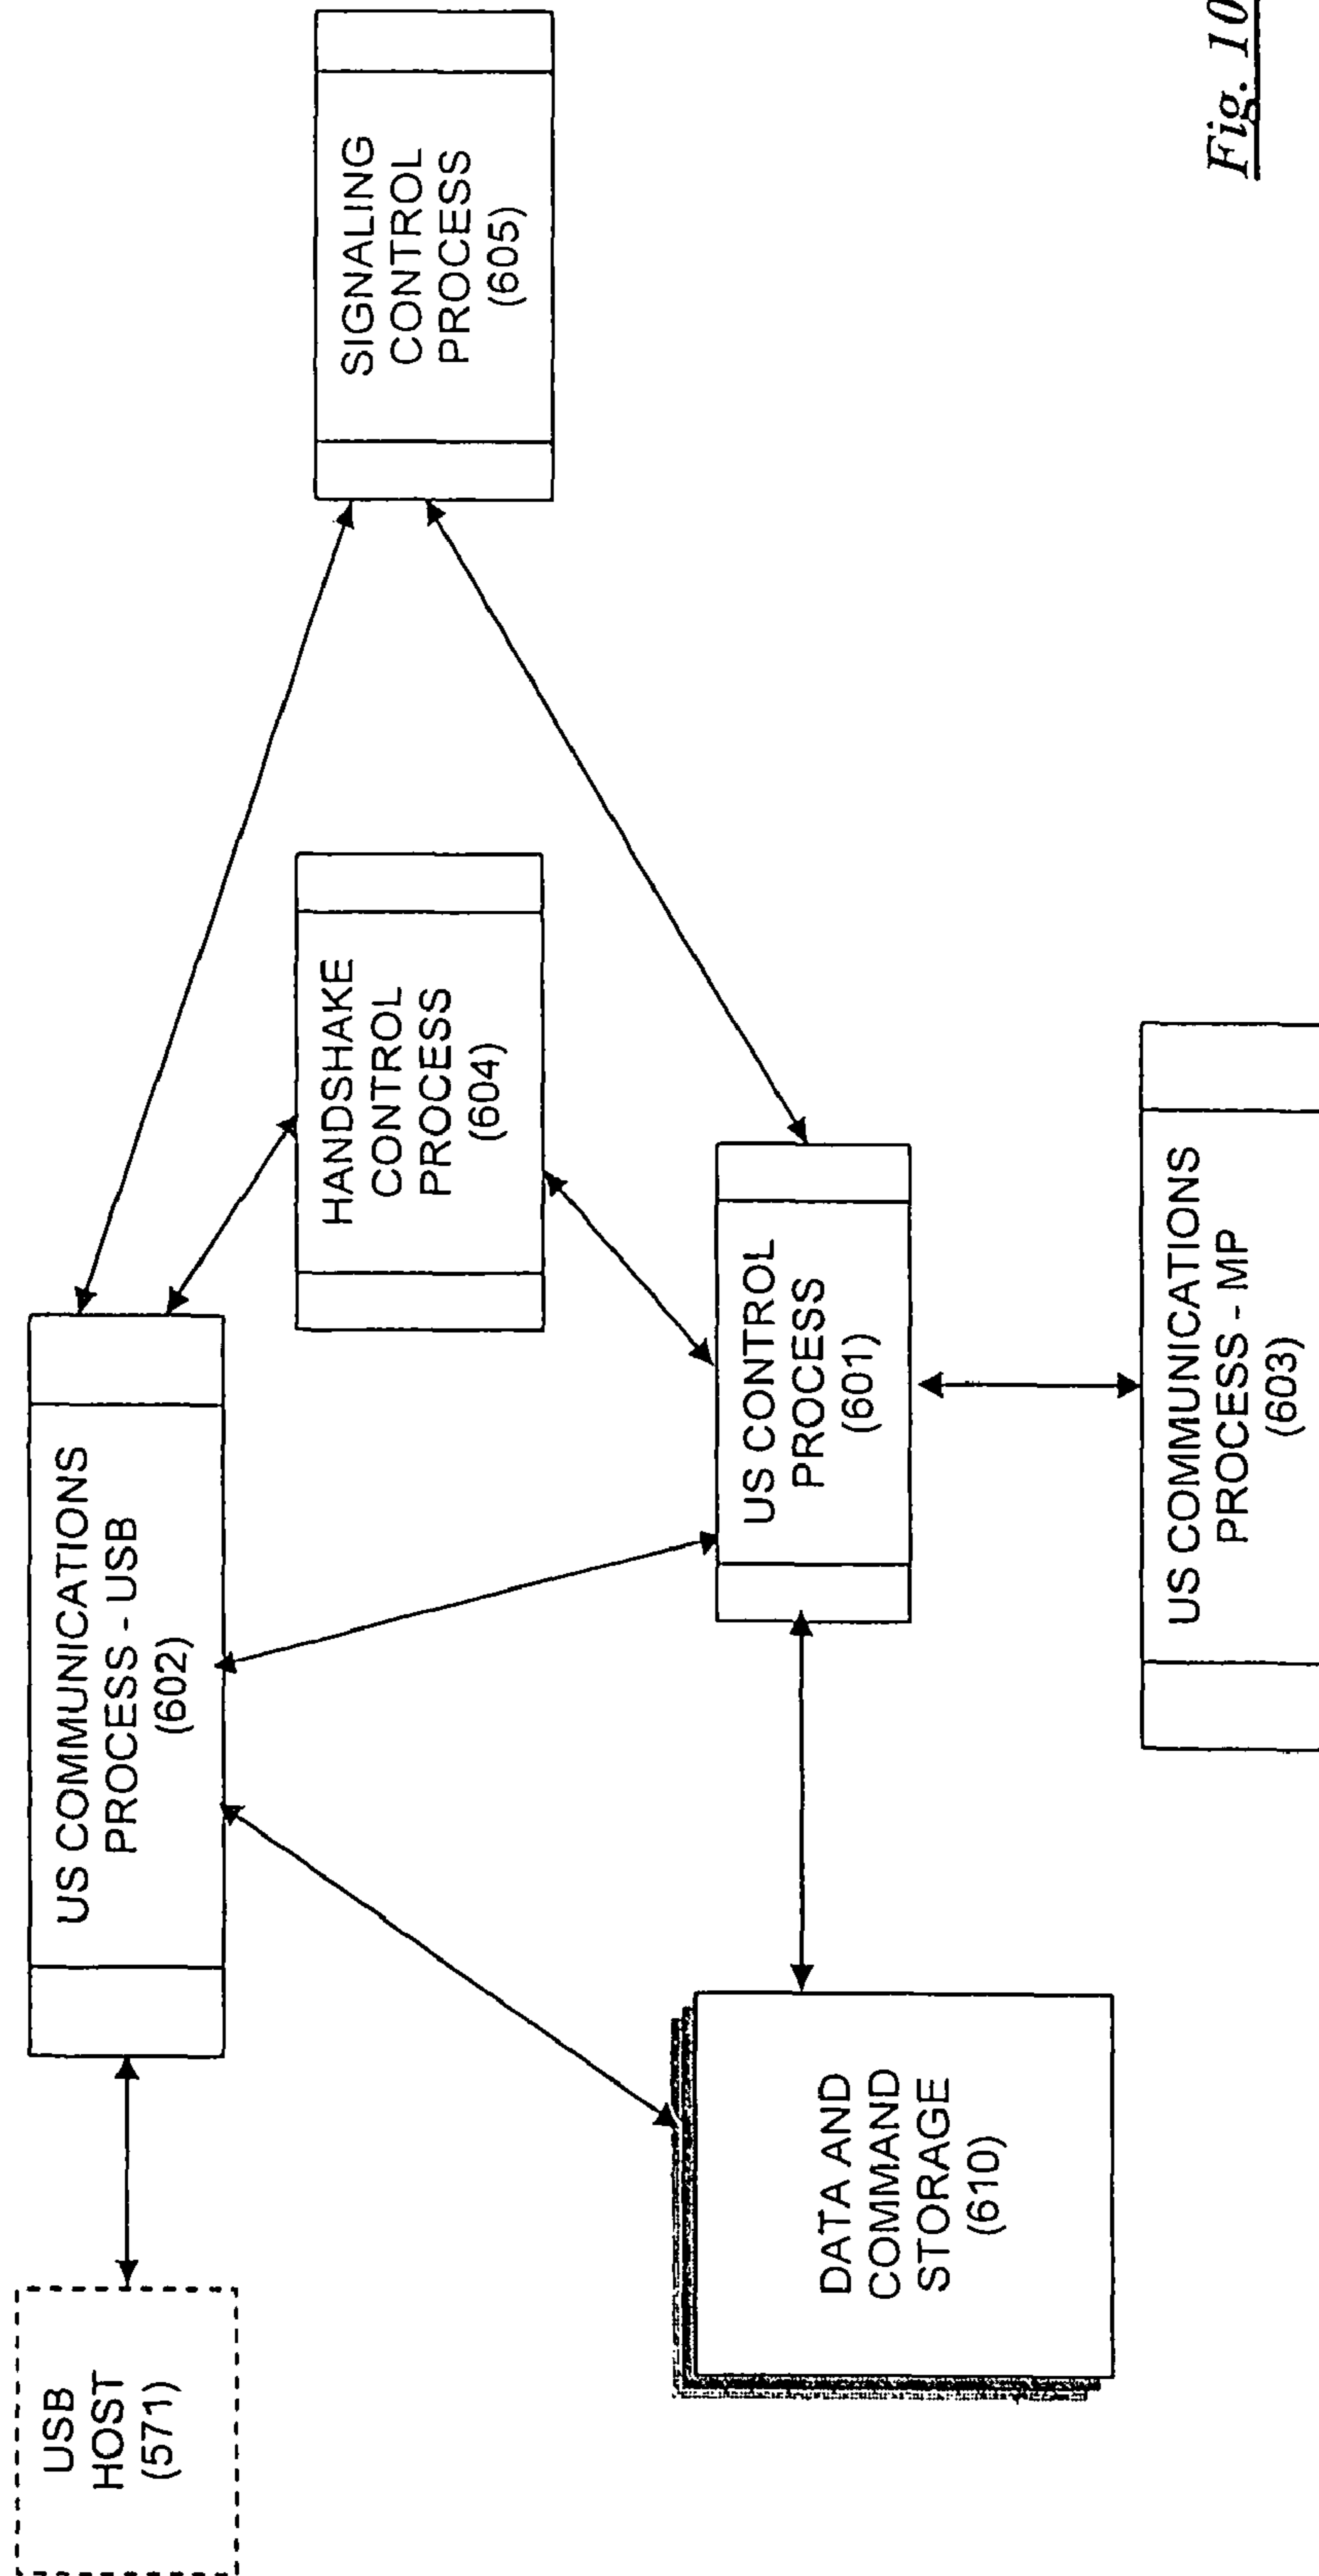 USB
HOST
(571)
US COMMUNICATIONS
PROCESS - USB
(602)
SIGNALING
CONTROL
PROCESS
(605)
HANDSHAKE
CONTROL
PROCESS
(604)
DATA AND
COMMAND
STORAGE
(610)
US CONTROL
PROCESS
(601)
US COMMUNICATIONS
PROCESS - MP
(603)
Fig. 10